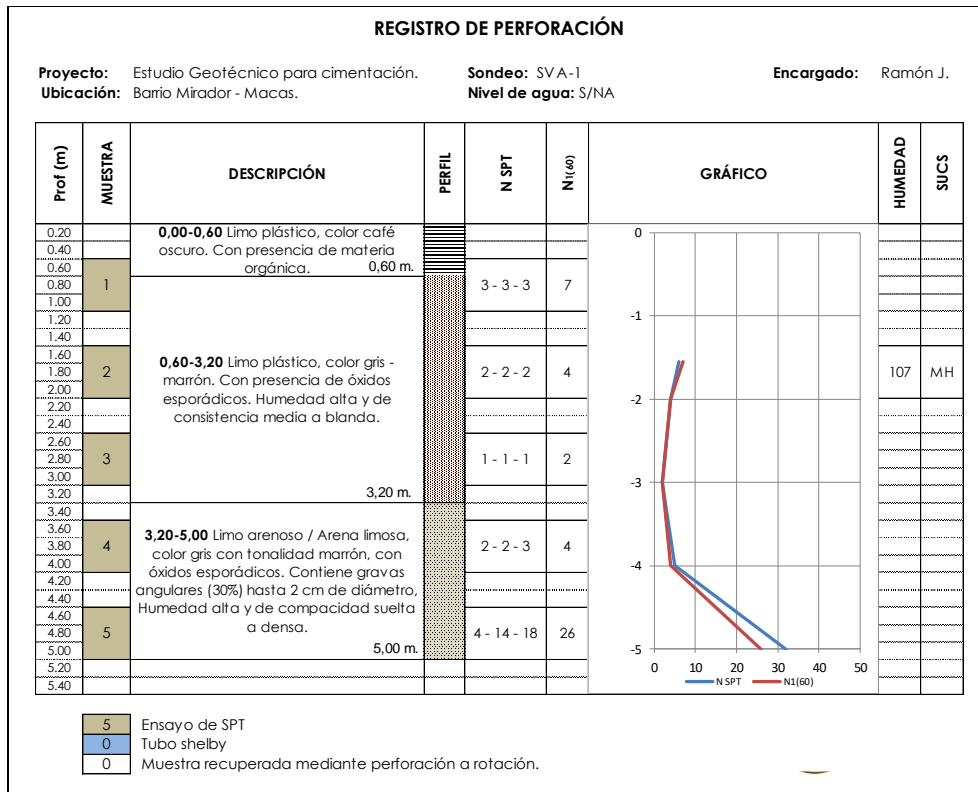 REGISTRO DE PERFORACIÓN
Proyecto: Estudio Geotécnico para cimentación. Sondeo: SVA-1 Encargado: Ramón J.
Ubicación: Barrio Mirador - Macas. Nivel de agua: S/NA
Prof (m) MUESTRA DESCRIPCIÓN PERFIL N SPT N1(60) GRÁFICO HUMEDAD SUCS
0.20
0.40
0.60
0.80
1.00
1.20
1.40
1.60
1.80
2.00
2.20
2.40
2.60
2.80
3.00
3.20
3.40
3.60
3.80
4.00
4.20
4.40
4.60
4.80
5.00
5.20
5.40
1
2
3
4
5
0,00-0,60 Limo plástico, color café
oscuro. Con presencia de materia
orgánica. 0,60 m.
0,60-3,20 Limo plástico, color gris -
marrón. Con presencia de óxidos
esporádicos. Humedad alta y de
consistencia media a blanda.
3,20 m.
3,20-5,00 Limo arenoso / Arena limosa,
color gris con tonalidad marrón, con
óxidos esporádicos. Contiene gravas
angulares (30%) hasta 2 cm de diámetro,
Humedad alta y de compacidad suelta
a densa.
5,00 m.
3 - 3 - 3 7
2 - 2 - 2 4
1 - 1 - 1 2
2 - 2 - 3 4
4 - 14 - 18 26
0
-1
-2
-3
-4
-5
0 10 20 30 40 50
N SPT N1(60)
107 MH
5 Ensayo de SPT
0 Tubo shelby
0 Muestra recuperada mediante perforación a rotación.